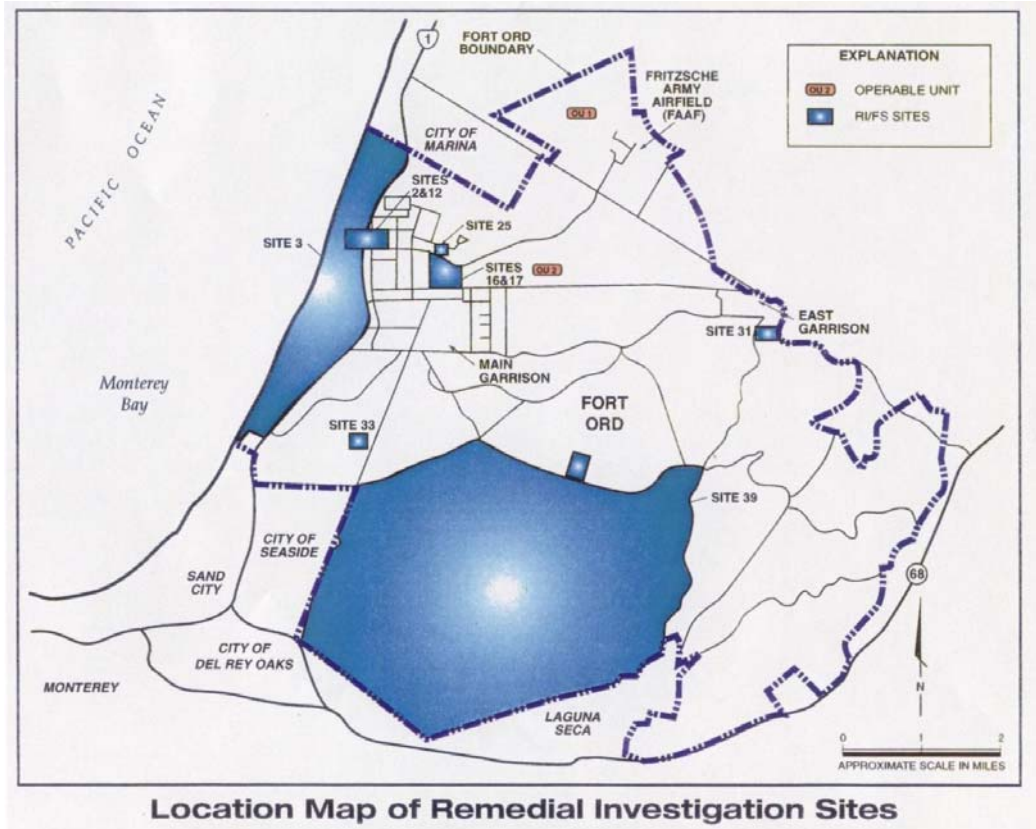 1
FORT ORD
BOUNDARY
EXPLANATION
OU 2 OPERABLE UNIT
RI/FS SITES
FRITZSCHE
ARMY
AIRFIELD
(FAAF)
OU 1
CITY OF
MARINA
PACIFIC OCEAN
SITES
2&12
SITE 25
SITE 3
SITES
16&17
OU 2
EAST
GARRISON
SITE 31
MAIN
GARRISON
Monterey
Bay
FORT
ORD
SITE 33
SITE 39
CITY OF
SEASIDE
SAND
CITY
68
CITY OF
DEL REY OAKS
MONTEREY
LAGUNA
SECA
N
0 1 2
APPROXIMATE SCALE IN MILES
Location Map of Remedial Investigation Sites